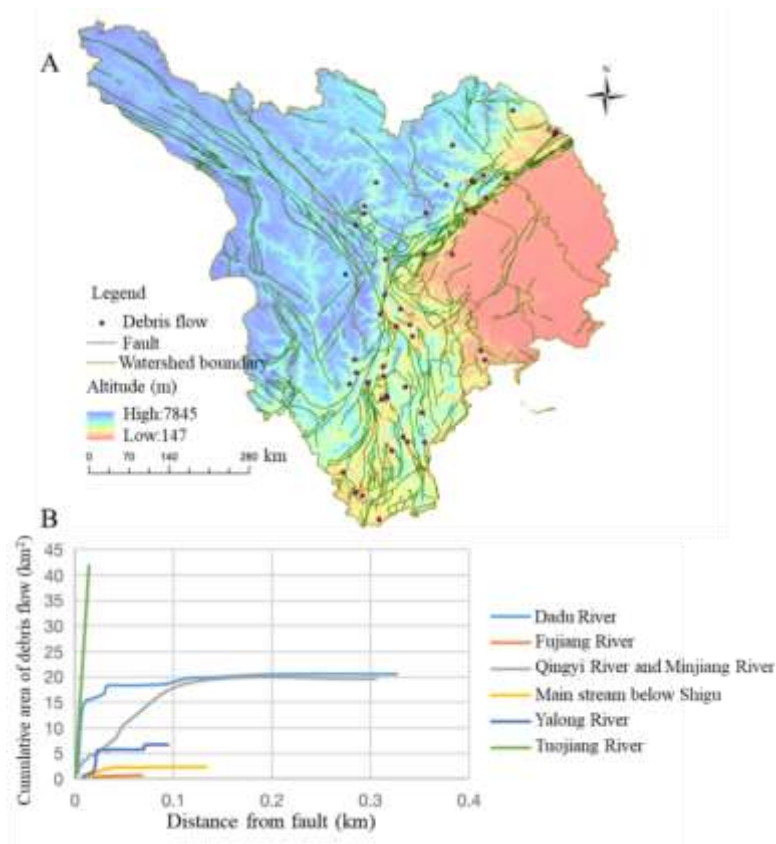 A
N
Legend
Debris flow
Fault
Watershed boundary
Altitude (m)
High:7845
Low:147
0 70 140 280 km
B
Cumulative area of debris flow (km²)
45
40
35
30
25
20
15
10
5
0
0 0.1 0.2 0.3 0.4
Distance from fault (km)
Dadu River
Fujiang River
Qingyi River and Minjiang River
Main stream below Shigu
Yalong River
Tuojiang River